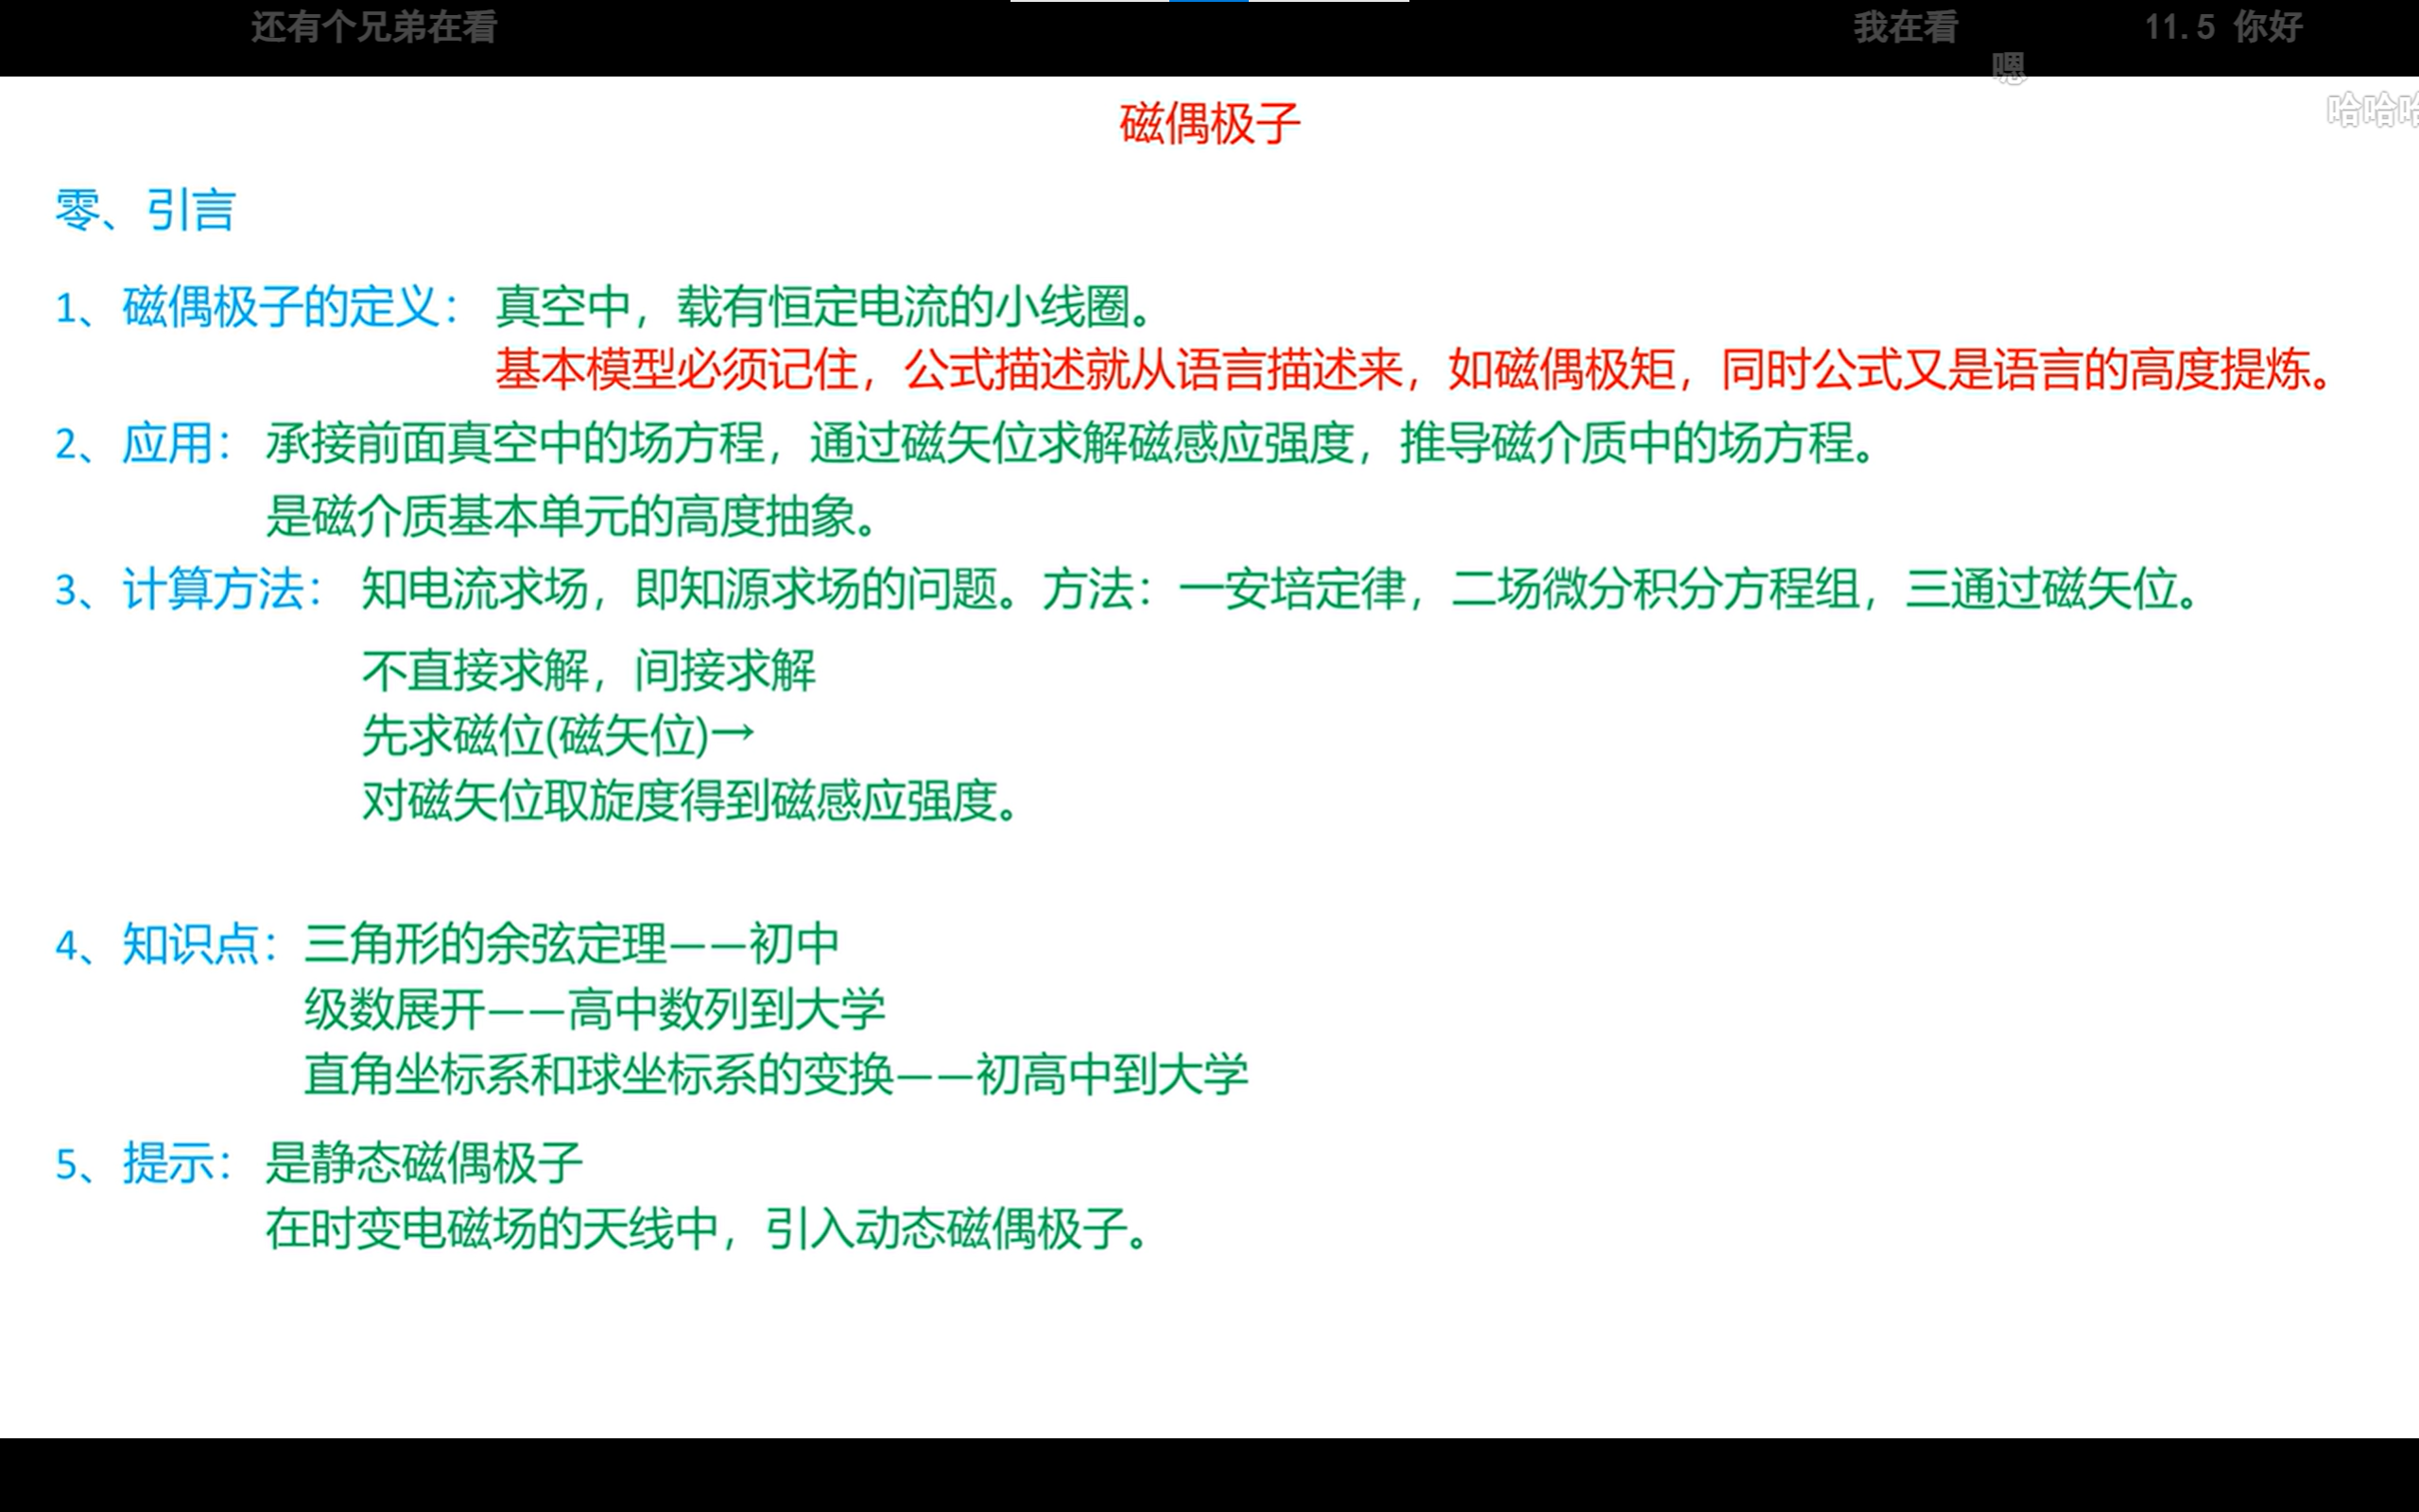 还有个兄弟在看
我在看
11.5 你好
嗯
哈哈哈
磁偶极子
零、引言
1、磁偶极子的定义： 真空中，载有恒定电流的小线圈。
基本模型必须记住，公式描述就从语言描述来，如磁偶极矩，同时公式又是语言的高度提炼。
2、应用： 承接前面真空中的场方程，通过磁矢位求解磁感应强度，推导磁介质中的场方程。
是磁介质基本单元的高度抽象。
3、计算方法： 知电流求场，即知源求场的问题。方法：一安培定律，二场微分积分方程组，三通过磁矢位。
不直接求解，间接求解
先求磁位(磁矢位)→
对磁矢位取旋度得到磁感应强度。
4、知识点： 三角形的余弦定理——初中
级数展开——高中数列到大学
直角坐标系和球坐标系的变换——初高中到大学
5、提示： 是静态磁偶极子
在时变电磁场的天线中，引入动态磁偶极子。